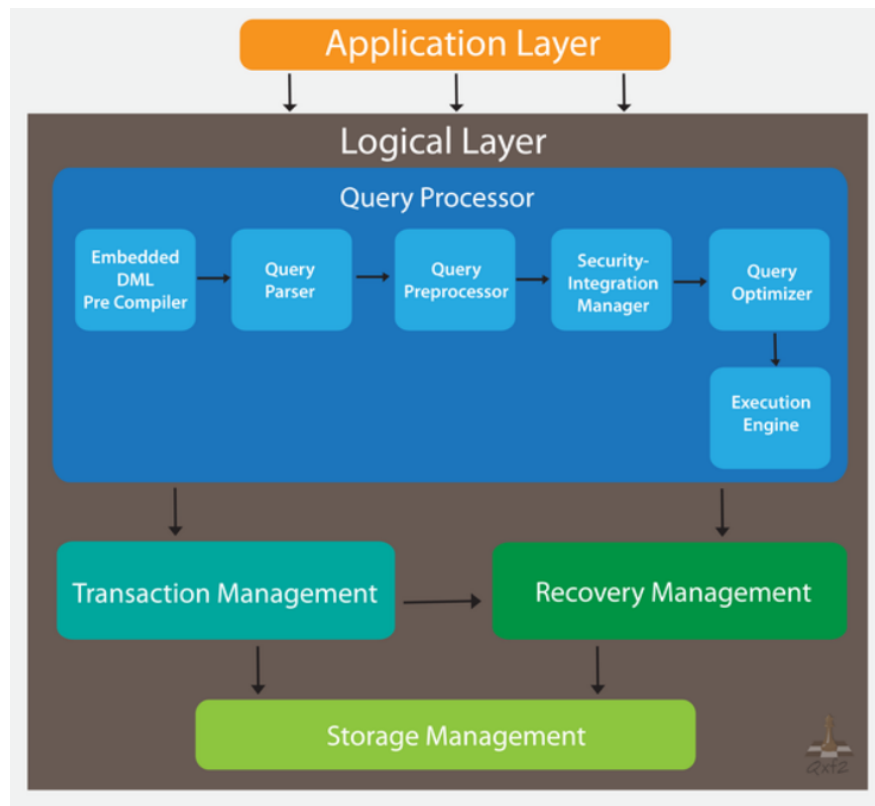 Application Layer
Logical Layer
Query Processor
Embedded
DML
Pre Compiler
Query
Parser
Query
Preprocessor
Security-
Integration
Manager
Query
Optimizer
Execution
Engine
Transaction Management
Recovery Management
Storage Management
Qxf2